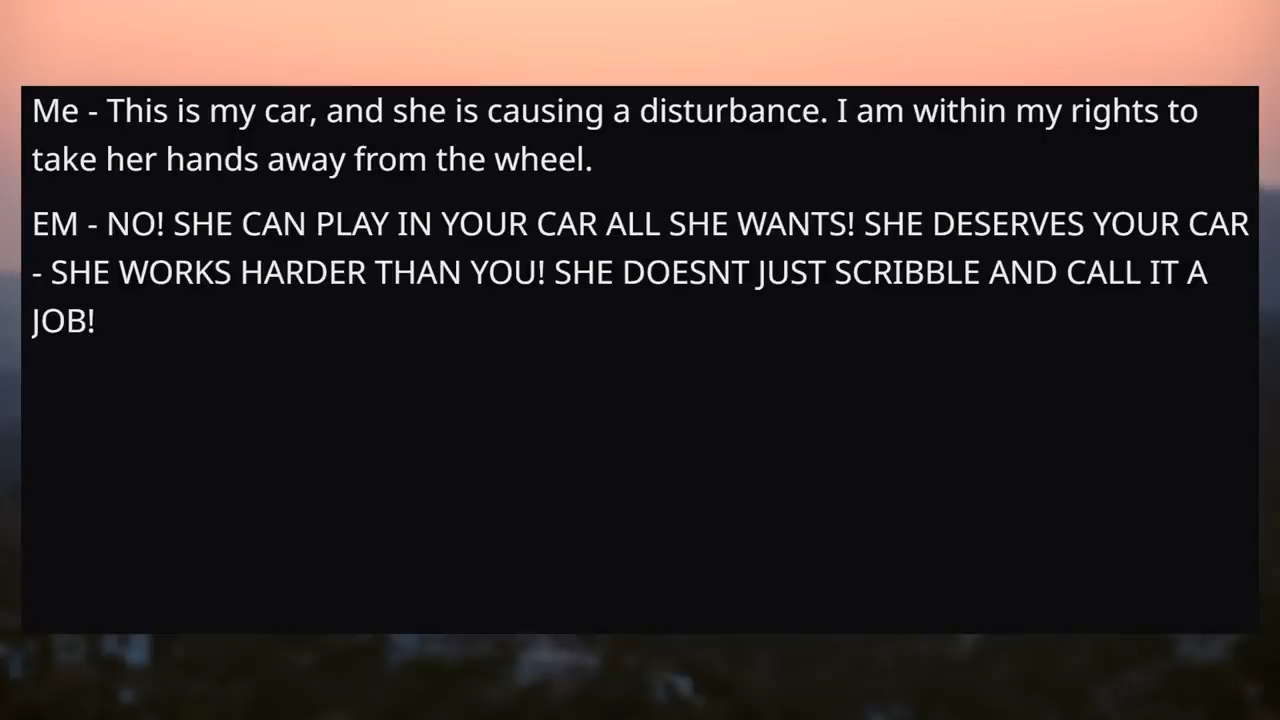 Me - This is my car, and she is causing a disturbance. I am within my rights to
take her hands away from the wheel.
EM - NO! SHE CAN PLAY IN YOUR CAR ALL SHE WANTS! SHE DESERVES YOUR CAR
- SHE WORKS HARDER THAN YOU! SHE DOESNT JUST SCRIBBLE AND CALL IT A
JOB!